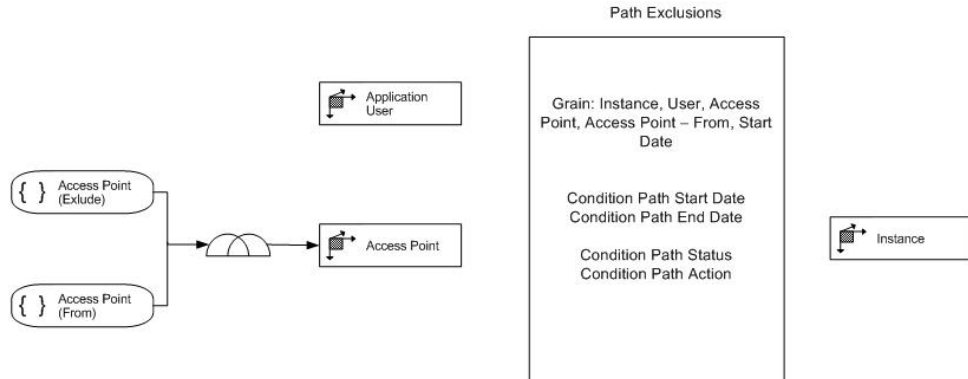 Path Exclusions
Application
User
Grain: Instance, User, Access
Point, Access Point – From, Start
Date
{ } Access Point
(Exlude)
Condition Path Start Date
Condition Path End Date
Access Point
Instance
Condition Path Status
Condition Path Action
{ } Access Point
(From)